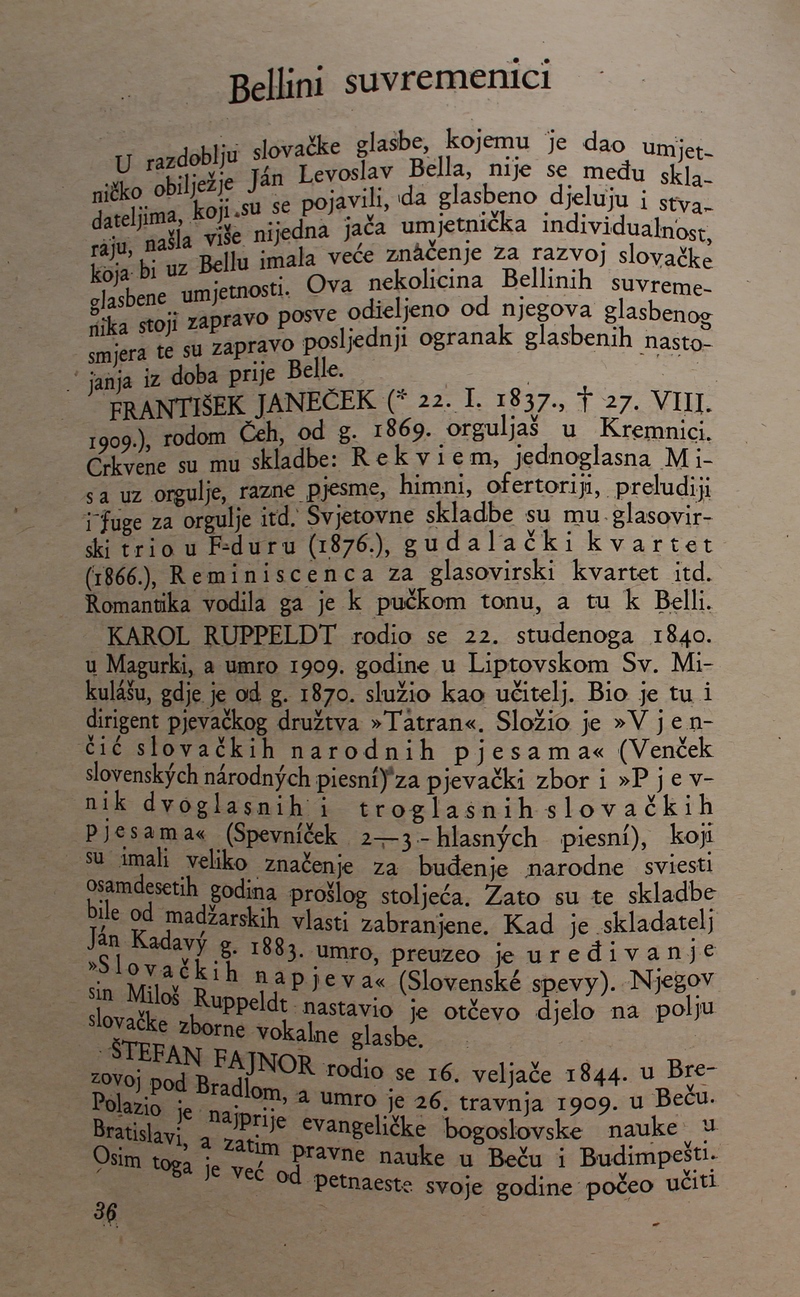 Bellini suvremenici
U razdoblju slovačke glasbe, kojemu je dao umjet-
ničko obilježje Ján Levoslav Bella, nije se među skla-
dateljima, koji su se pojavili, da glasbeno djeluju i stva-
raju, našla više nijedna jača umjetnička individualnost,
koja bi uz Bellu imala veće znàčenje za razvoj slovačke
glasbene umjetnosti. Ova nekolicina Bellinih suvreme-
nika stoji zapravo posve odieljeno od njegova glasbenog
smjera te su zapravo posljednji ogranak glasbenih nasto-
janja iz doba prije Belle.
FRANTIŠEK JANEČEK (* 22. I. 1837., † 27. VIII.
1909.), rodom Čeh, od g. 1869. orguljaš u Kremnici.
Crkvene su mu skladbe: Rekviem, jednoglasna Mi-
sa uz orgulje, razne pjesme, himni, ofertoriji, preludiji
i fuge za orgulje itd. Svjetovne skladbe su mu glasovir-
ski trio u F-duru (1876.), gudalački kvartet
(1866.), Reminiscenca za glasovirski kvartet itd.
Romantika vodila ga je k pučkom tonu, a tu k Belli.
KAROL RUPPELDT rodio se 22. studenoga 1840.
u Magurki, a umro 1909. godine u Liptovskom Sv. Mi-
kulášu, gdje je od g. 1870. služio kao učitelj. Bio je tu i
dirigent pjevačkog družtva »Tátran«. Složio je »Vjen-
čić slovačkih narodnih pjesama« (Venček
slovenských národných piesní) za pjevački zbor i »Pjev-
nik dvoglasnih i troglasnih slovačkih
pjesama« (Spevníček 2—3-hlasných piesní), koji
su imali veliko značenje za buđenje narodne sviesti
osamdesetih godina prošlog stoljeća. Zato su te skladbe
bile od madžarskih vlasti zabranjene. Kad je skladatelj
Ján Kadavý g. 1883. umro, preuzeo je uređivanje
»Slovačkih napjeva« (Slovenské spevy). Njegov
sin Miloš Ruppeldt nastavio je otčevo djelo na polju
slovačke zborne vokalne glasbe.
ŠTEFAN FAJNOR rodio se 16. veljače 1844. u Bre-
zovoj pod Bradlom, a umro je 26. travnja 1909. u Beču.
Polazio je najprije evangeličke bogoslovske nauke u
Bratislavi, a zatim pravne nauke u Beču i Budimpešti.
Osim toga je već od petnaeste svoje godine počeo učiti
36